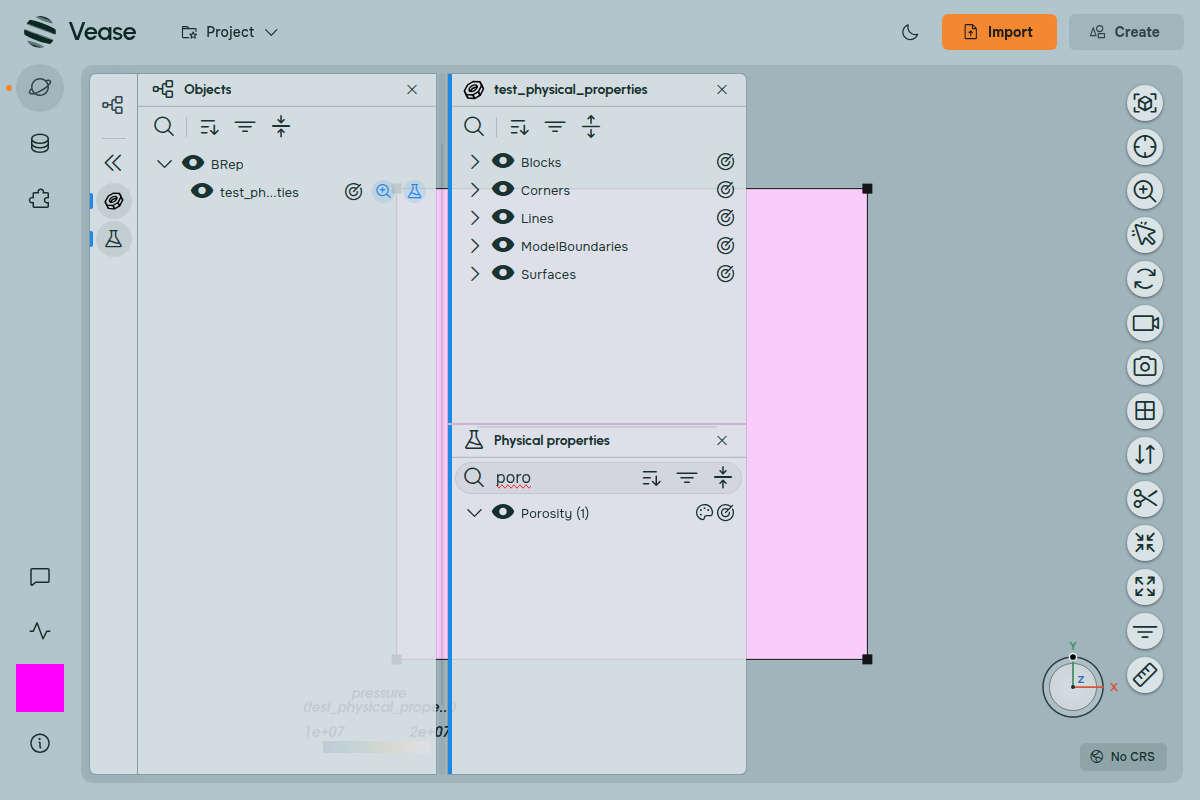 Vease
Project
Import
Create
Objects
test_physical_properties
BRep
test_ph...ties
Blocks
Corners
Lines
ModelBoundaries
Surfaces
Physical properties
poro
Porosity (1)
pressure
(test_physical_prope...)
1e+07
2e+07
Y
Z
X
No CRS